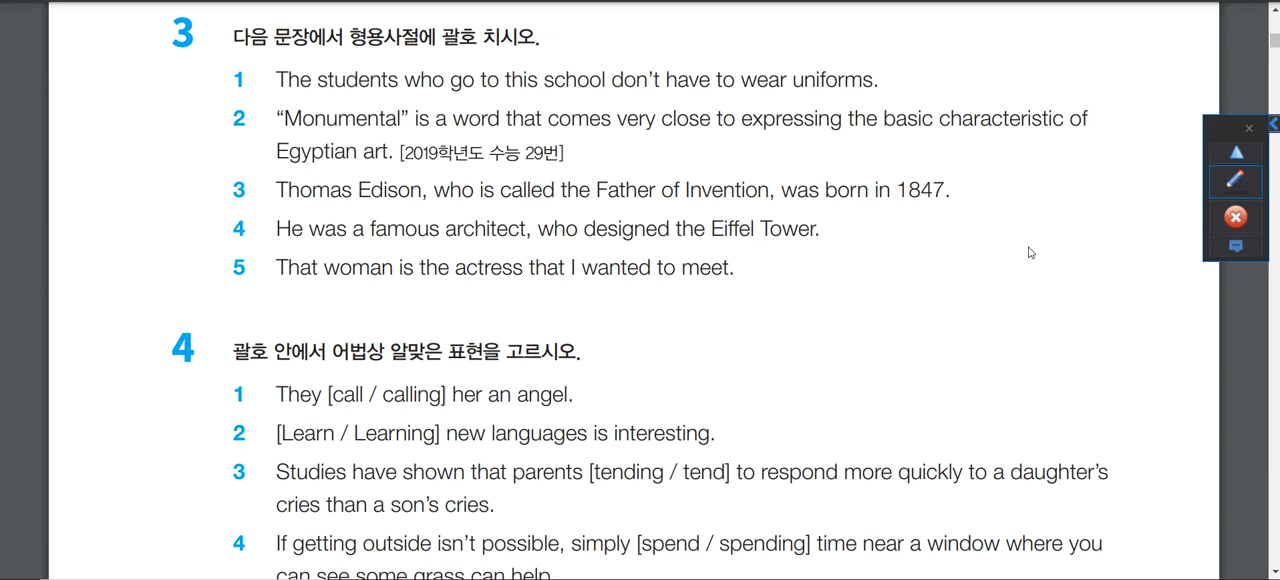 3 다음 문장에서 형용사절에 괄호 치시오.
1 The students who go to this school don’t have to wear uniforms.
2 “Monumental” is a word that comes very close to expressing the basic characteristic of
Egyptian art. [2019학년도 수능 29번]
3 Thomas Edison, who is called the Father of Invention, was born in 1847.
4 He was a famous architect, who designed the Eiffel Tower.
5 That woman is the actress that I wanted to meet.
4 괄호 안에서 어법상 알맞은 표현을 고르시오.
1 They [call / calling] her an angel.
2 [Learn / Learning] new languages is interesting.
3 Studies have shown that parents [tending / tend] to respond more quickly to a daughter’s
cries than a son’s cries.
4 If getting outside isn’t possible, simply [spend / spending] time near a window where you
can see some grass can help.